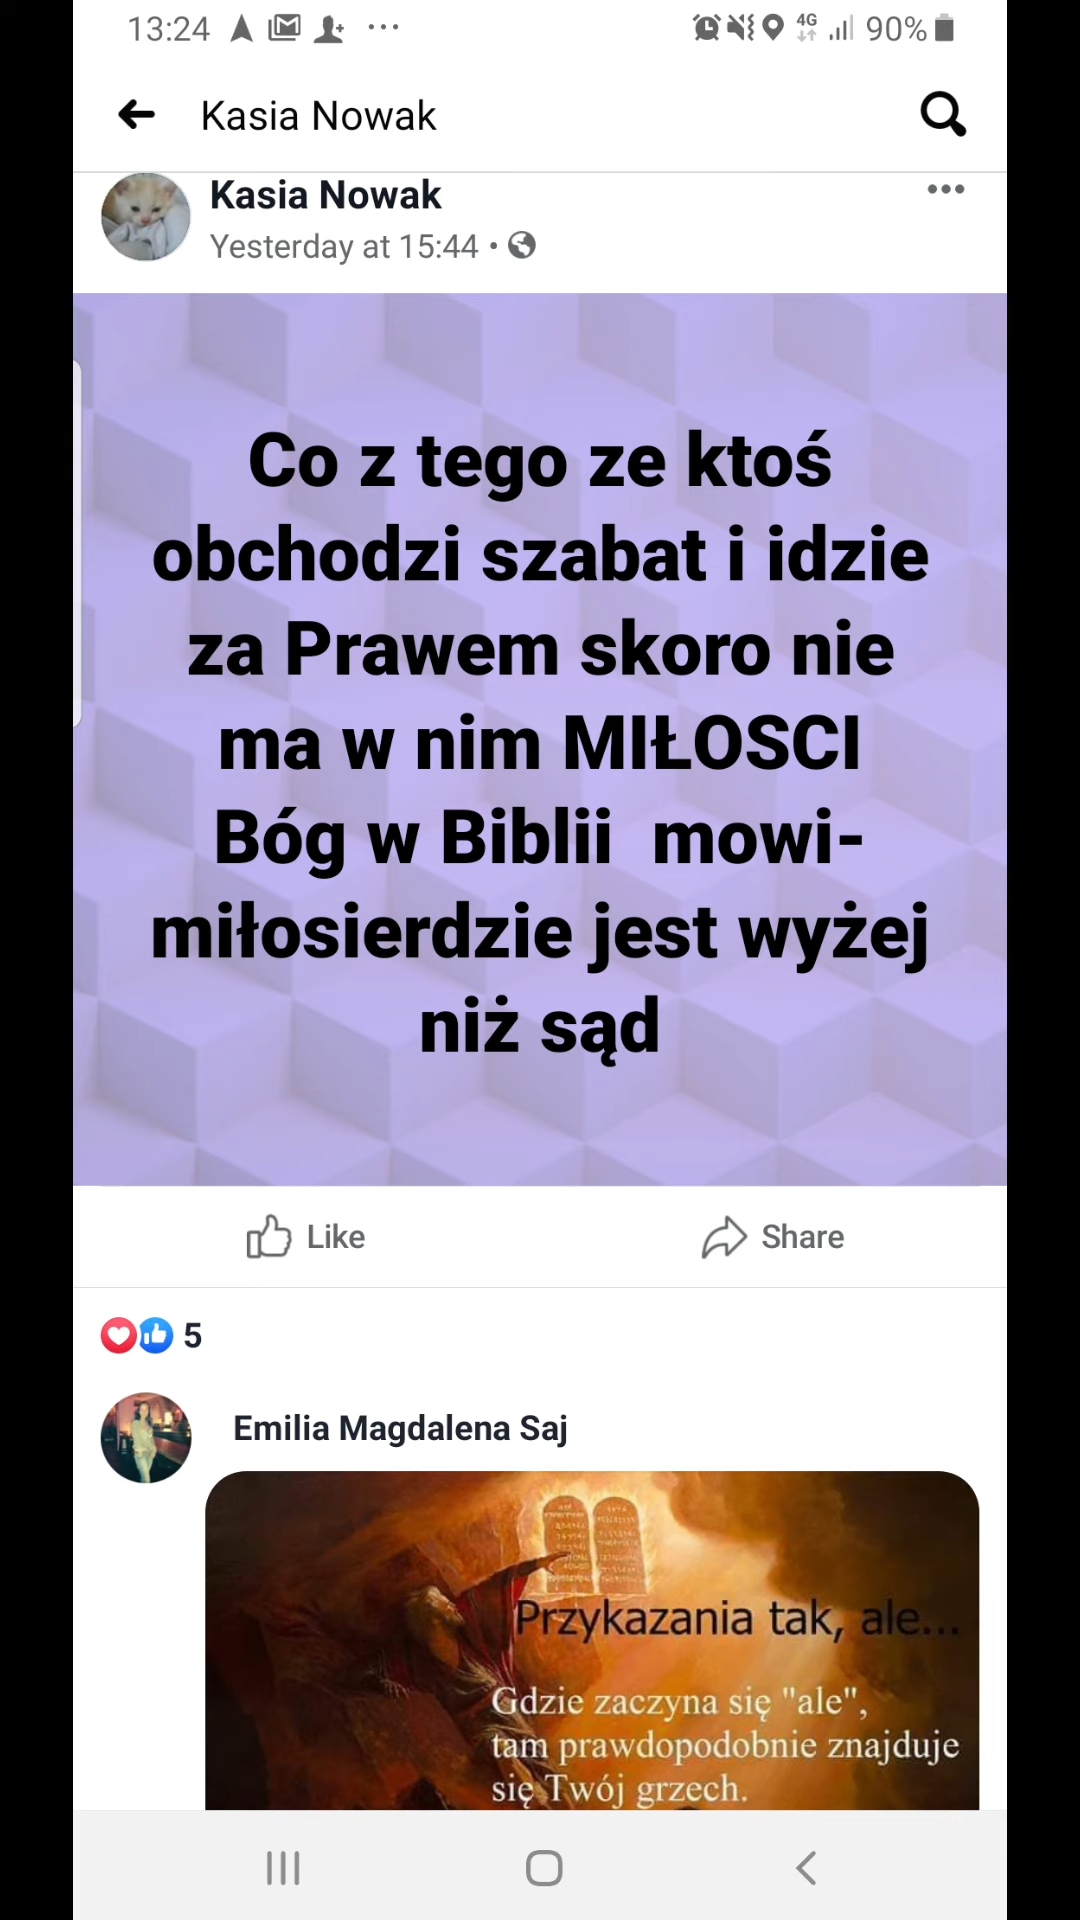 13:24
4G
90%
Kasia Nowak
Kasia Nowak
Yesterday at 15:44 •
Co z tego ze ktoś
obchodzi szabat i idzie
za Prawem skoro nie
ma w nim MIŁOSCI
Bóg w Biblii mowi-
miłosierdzie jest wyżej
niż sąd
Like
Share
5
Emilia Magdalena Saj
Przykazania tak, ale...
Gdzie zaczyna się "ale",
tam prawdopodobnie znajduje
się Twój grzech.